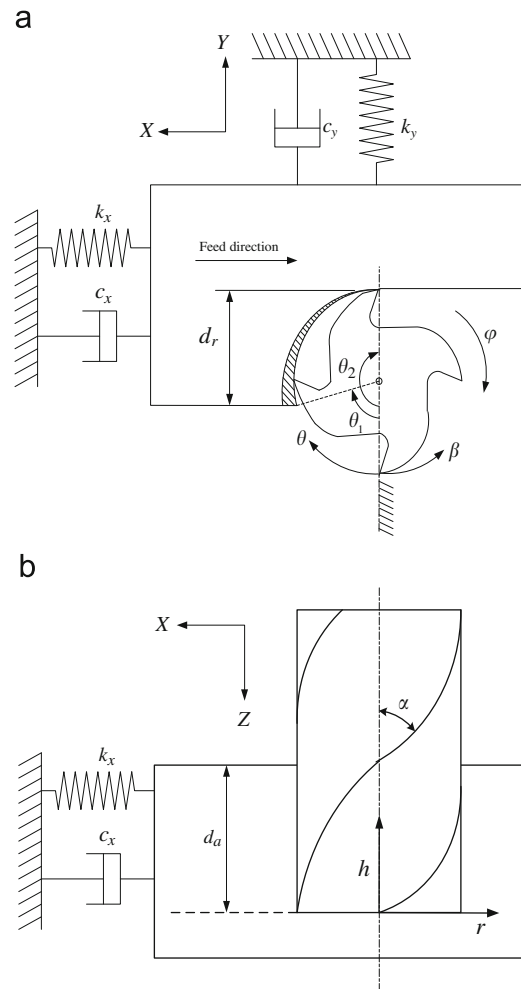 a
Y
X
c_y
k_y
k_x
Feed direction
c_x
d_r
φ
θ_2
θ_1
θ
β
b
X
Z
α
k_x
c_x
d_a
h
r